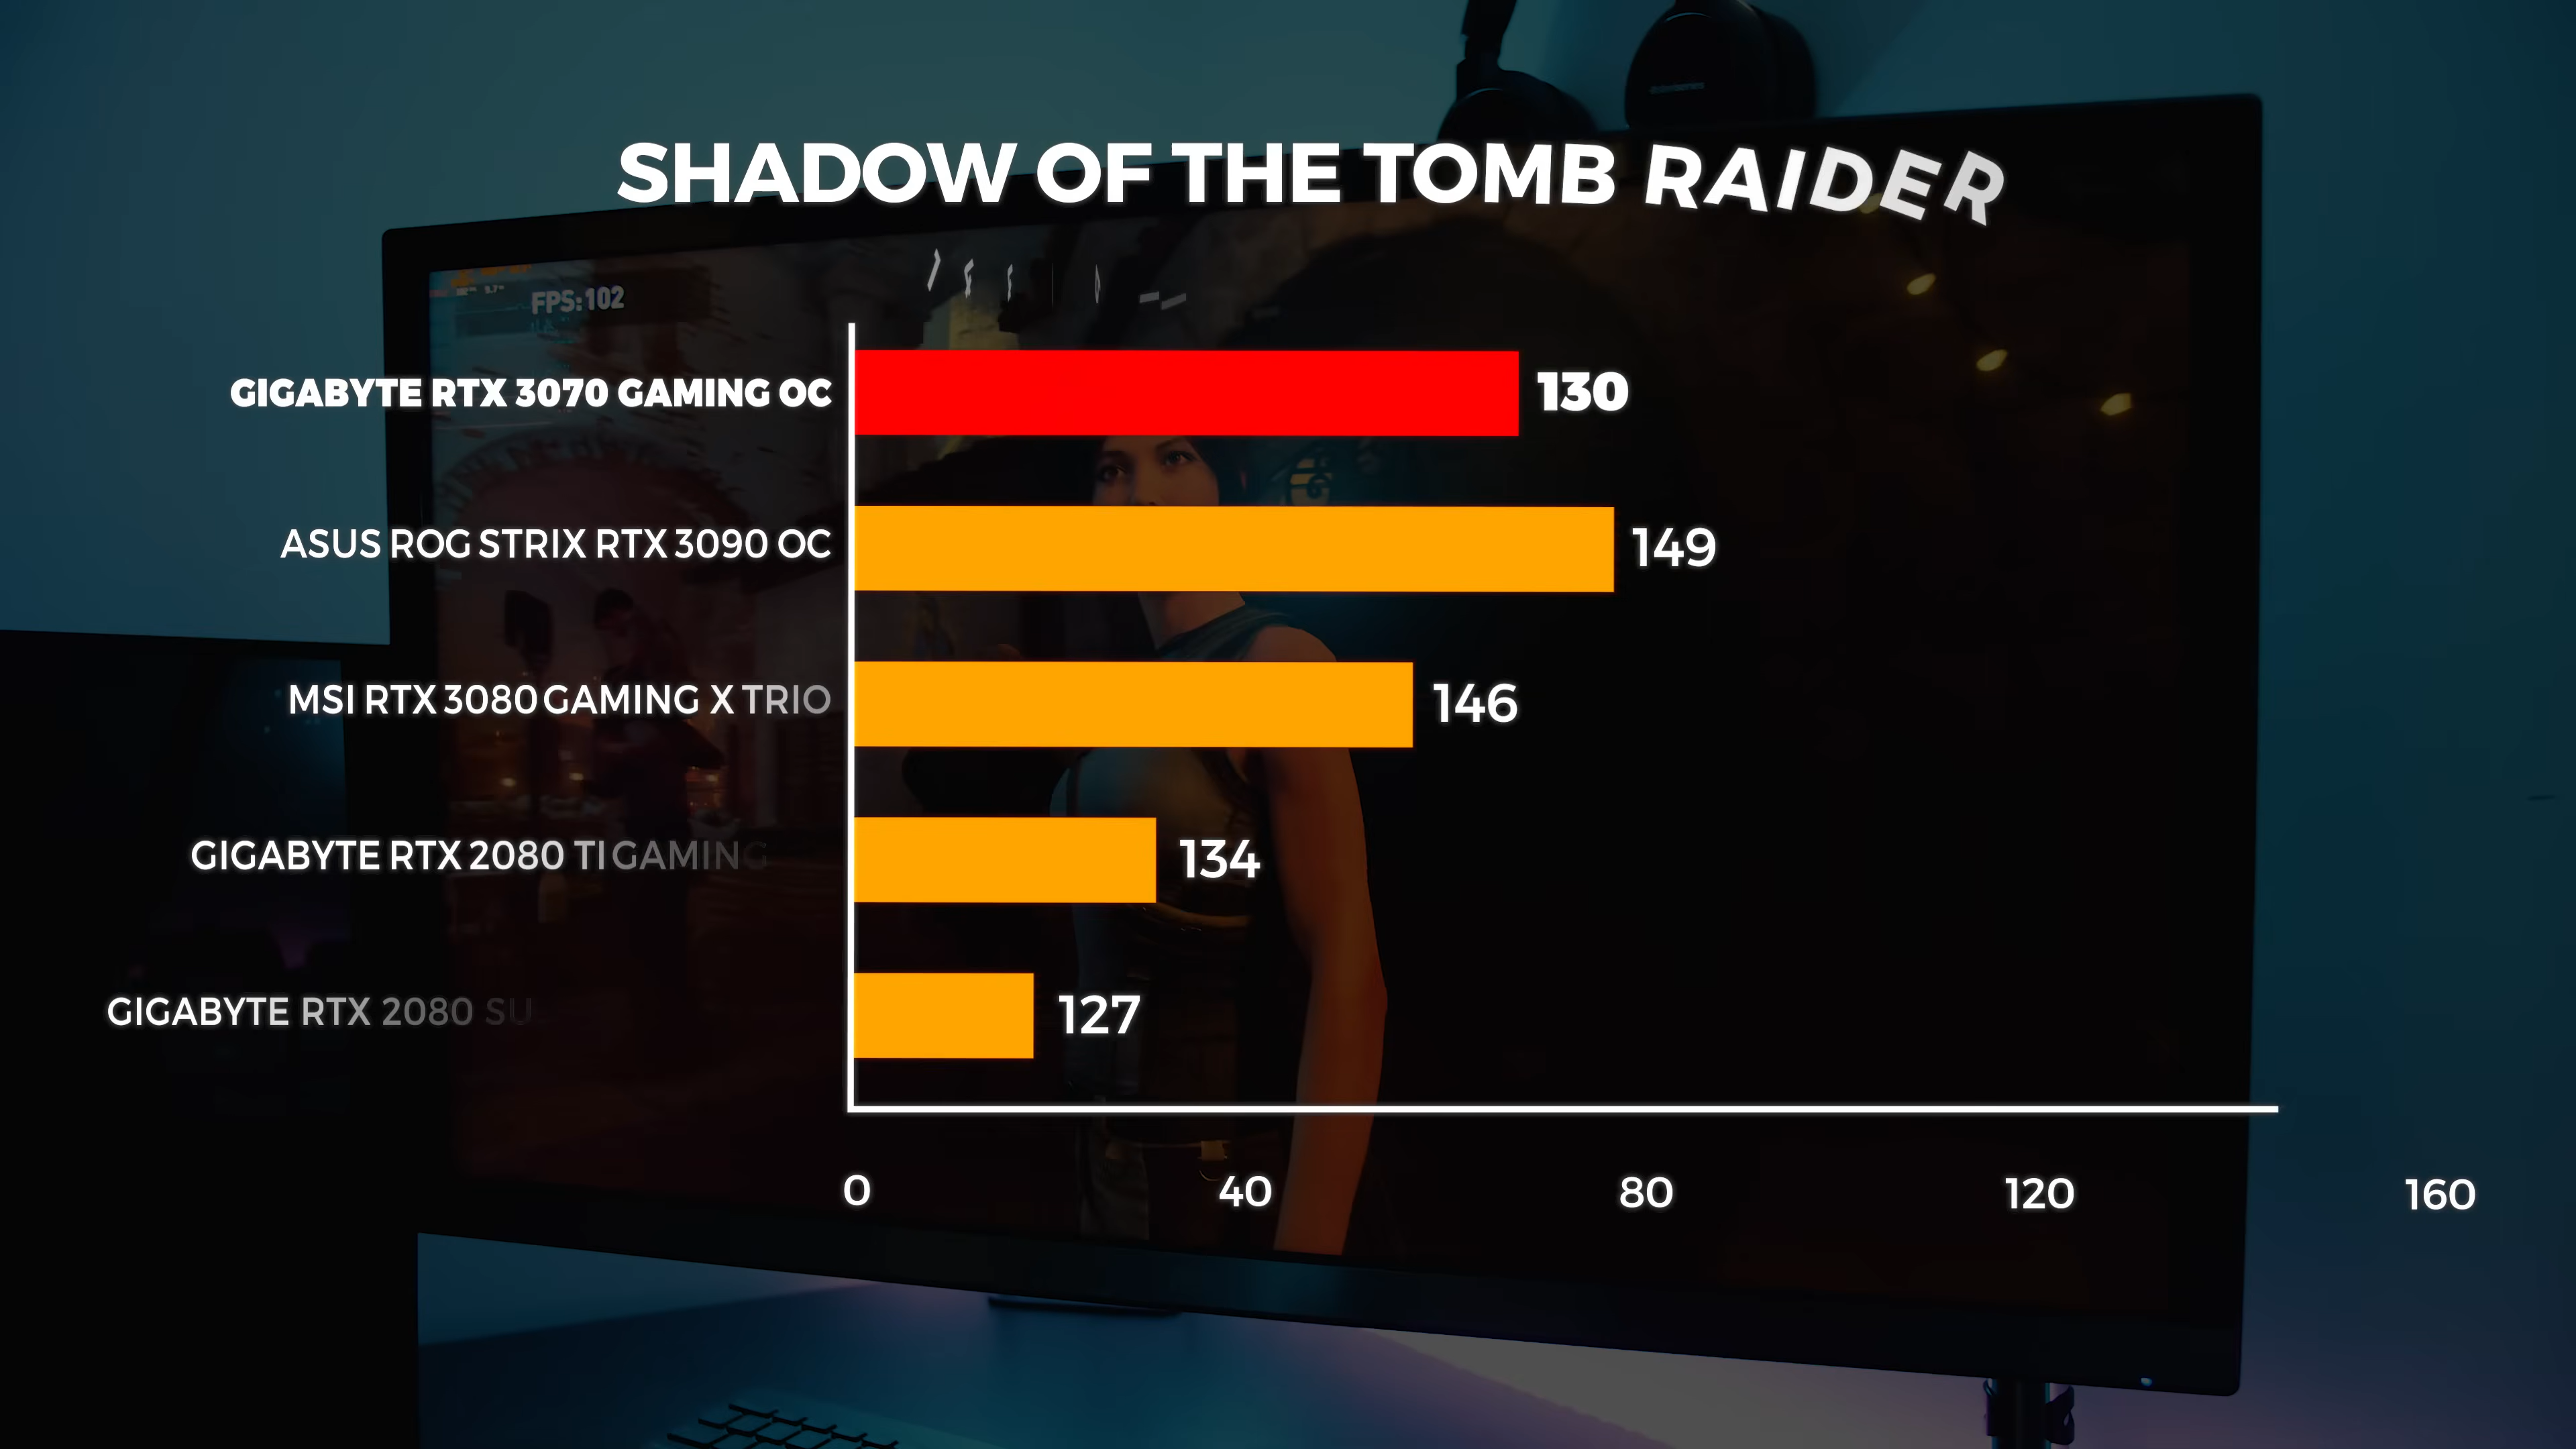 SHADOW OF THE TOMB RAIDER
FPS:102
GIGABYTE RTX 3070 GAMING OC 130
ASUS ROG STRIX RTX 3090 OC 149
MSI RTX 3080 GAMING X TRIO 146
GIGABYTE RTX 2080 TI GAMING 134
GIGABYTE RTX 2080 SU 127
0 40 80 120 160